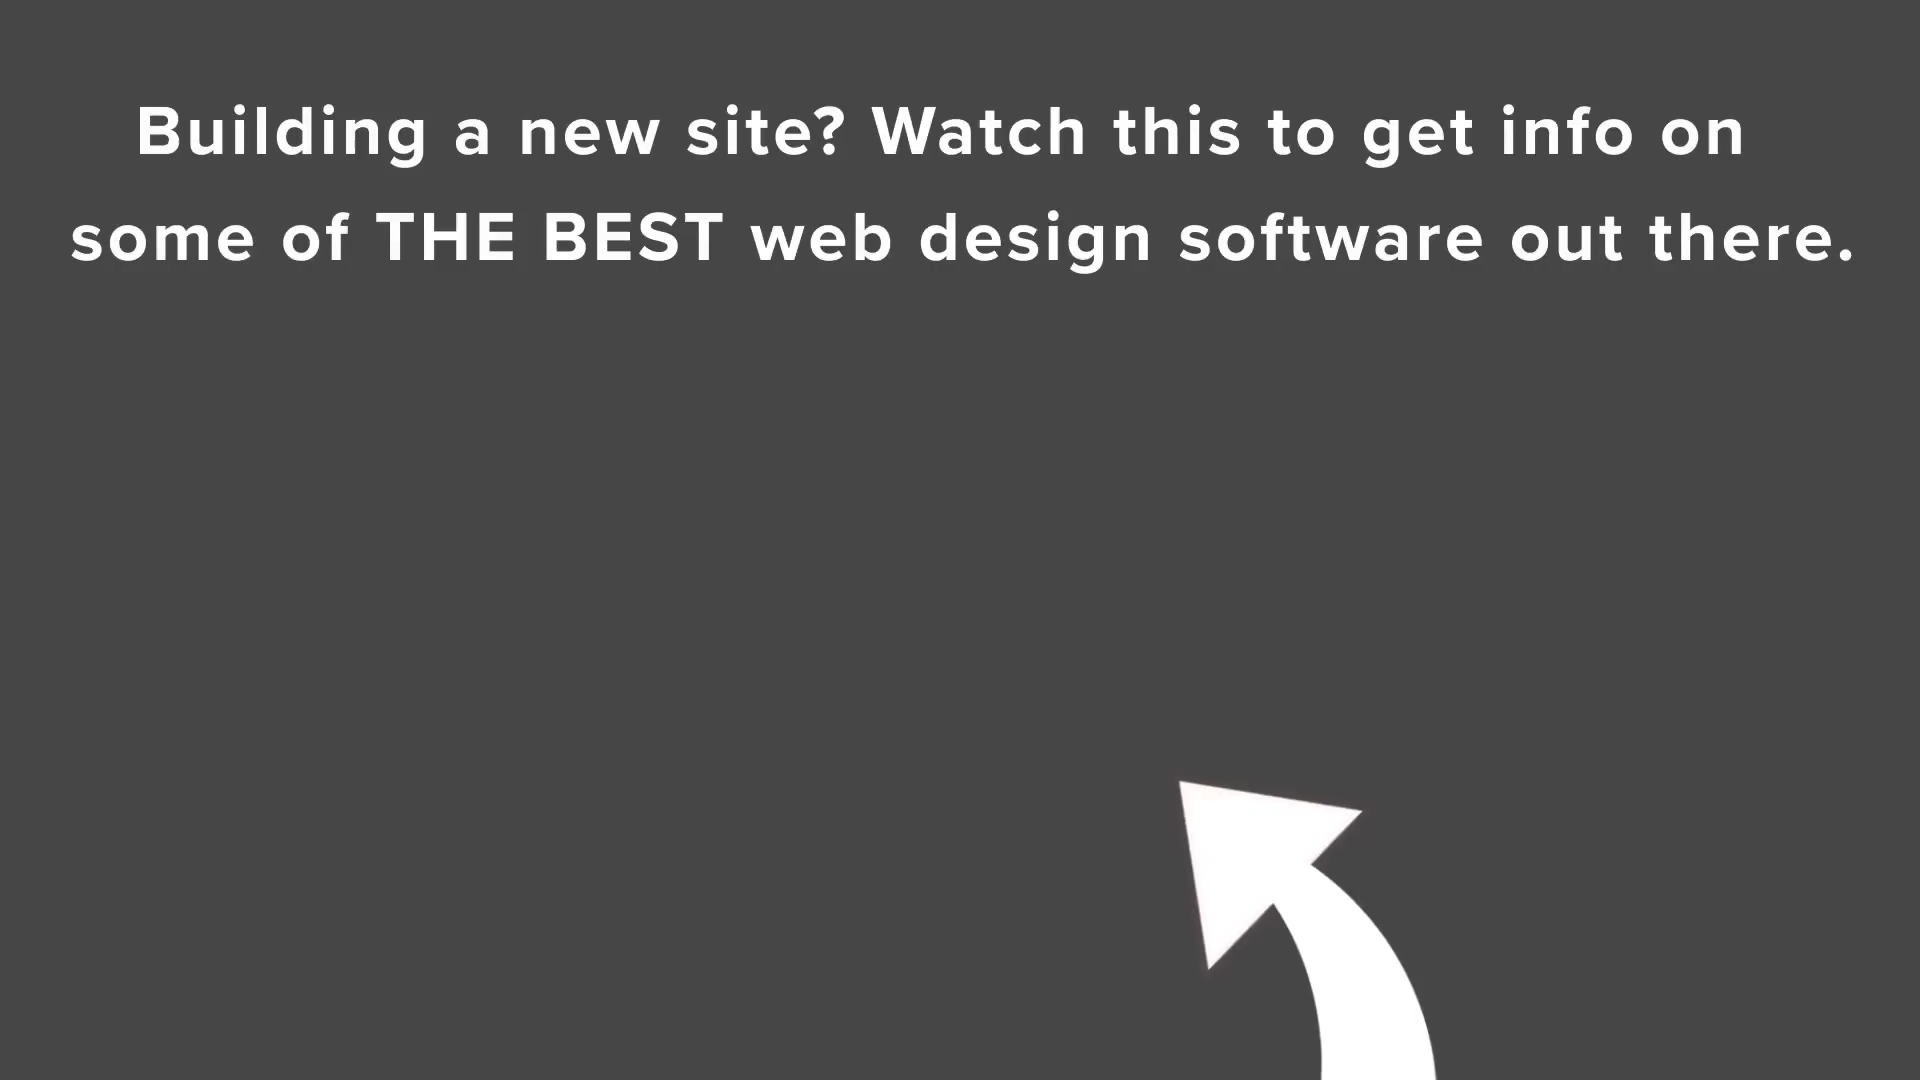 Building a new site? Watch this to get info on
some of THE BEST web design software out there.